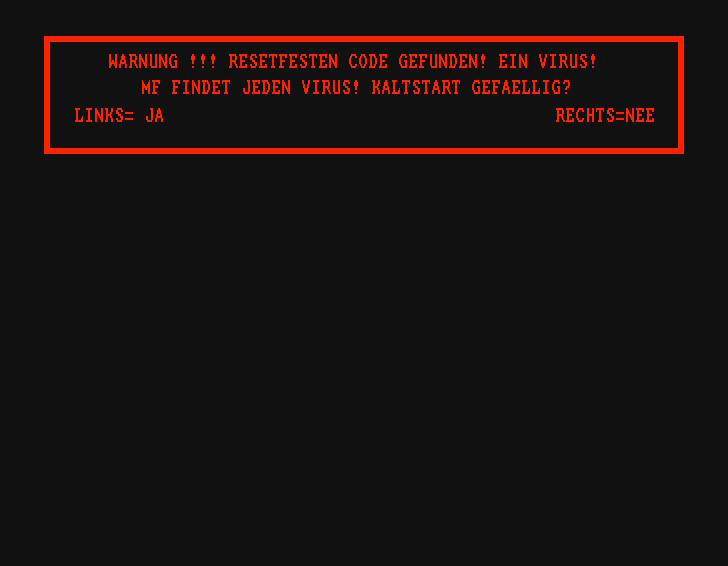 WARNUNG !!! RESETFESTEN CODE GEFUNDEN! EIN VIRUS!
MF FINDET JEDEN VIRUS! KALTSTART GEFAELLIG?
LINKS= JA RECHTS=NEE